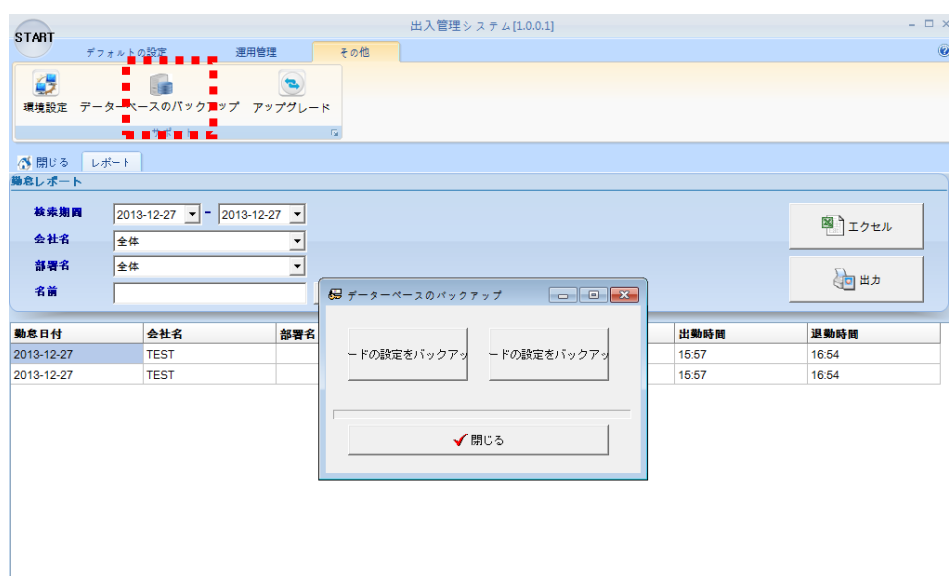 出入管理システム[1.0.0.1]
START
デフォルトの設定 運用管理 その他
環境設定 データーベースのバックアップ アップグレード
サポート
閉じる レポート
勤怠レポート
検索期間 2013-12-27 - 2013-12-27
会社名 全体
部署名 全体
名前
エクセル
出力
データーベースのバックアップ
ードの設定をバックアッ ードの設定をバックアッ
閉じる
勤怠日付 会社名 部署名 出勤時間 退勤時間
2013-12-27 TEST 15:57 16:54
2013-12-27 TEST 15:57 16:54